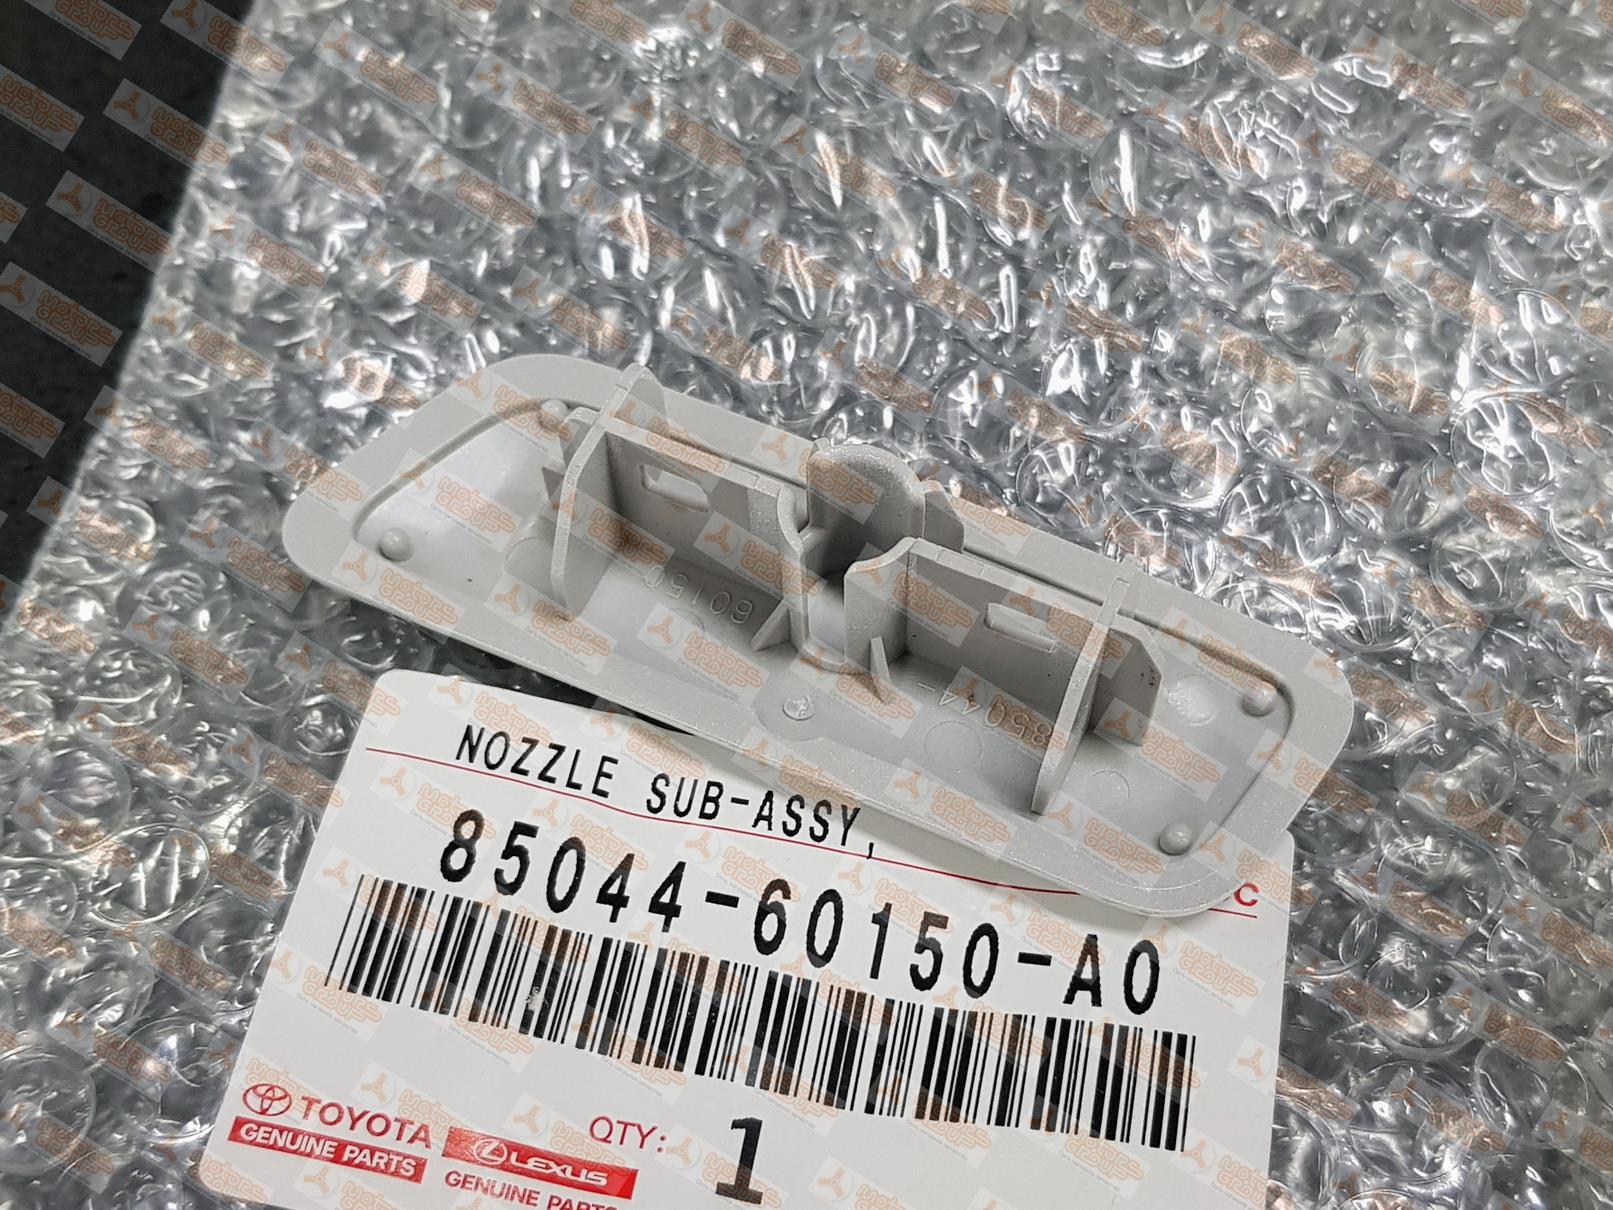 60150
85044-
NOZZLE SUB-ASSY,
C
85044-60150-A0
TOYOTA
GENUINE PARTS
LEXUS
GENUINE PARTS
QTY: 1